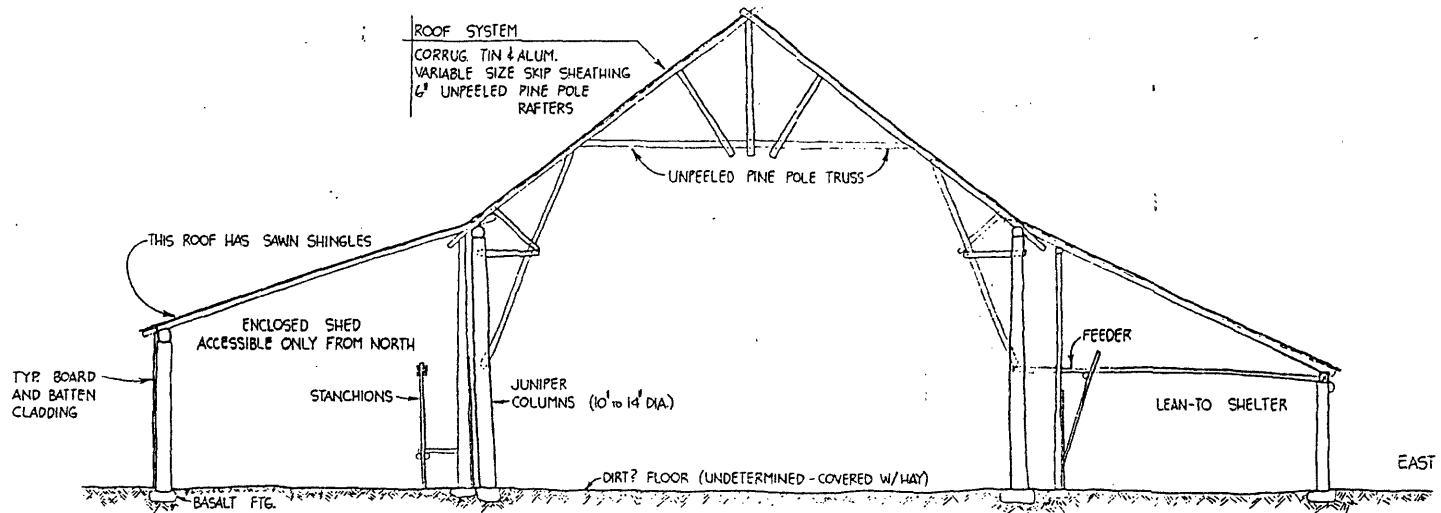 ROOF SYSTEM
CORRUG. TIN & ALUM.
VARIABLE SIZE SKIP SHEATHING
6" UNPEELED PINE POLE
RAFTERS
UNPEELED PINE POLE TRUSS
THIS ROOF HAS SAWN SHINGLES
ENCLOSED SHED
ACCESSIBLE ONLY FROM NORTH
FEEDER
TYP. BOARD
AND BATTEN
CLADDING
STANCHIONS
JUNIPER
COLUMNS (10" TO 14" DIA.)
LEAN-TO SHELTER
EAST
DIRT? FLOOR (UNDETERMINED - COVERED W/HAY)
BASALT FTG.